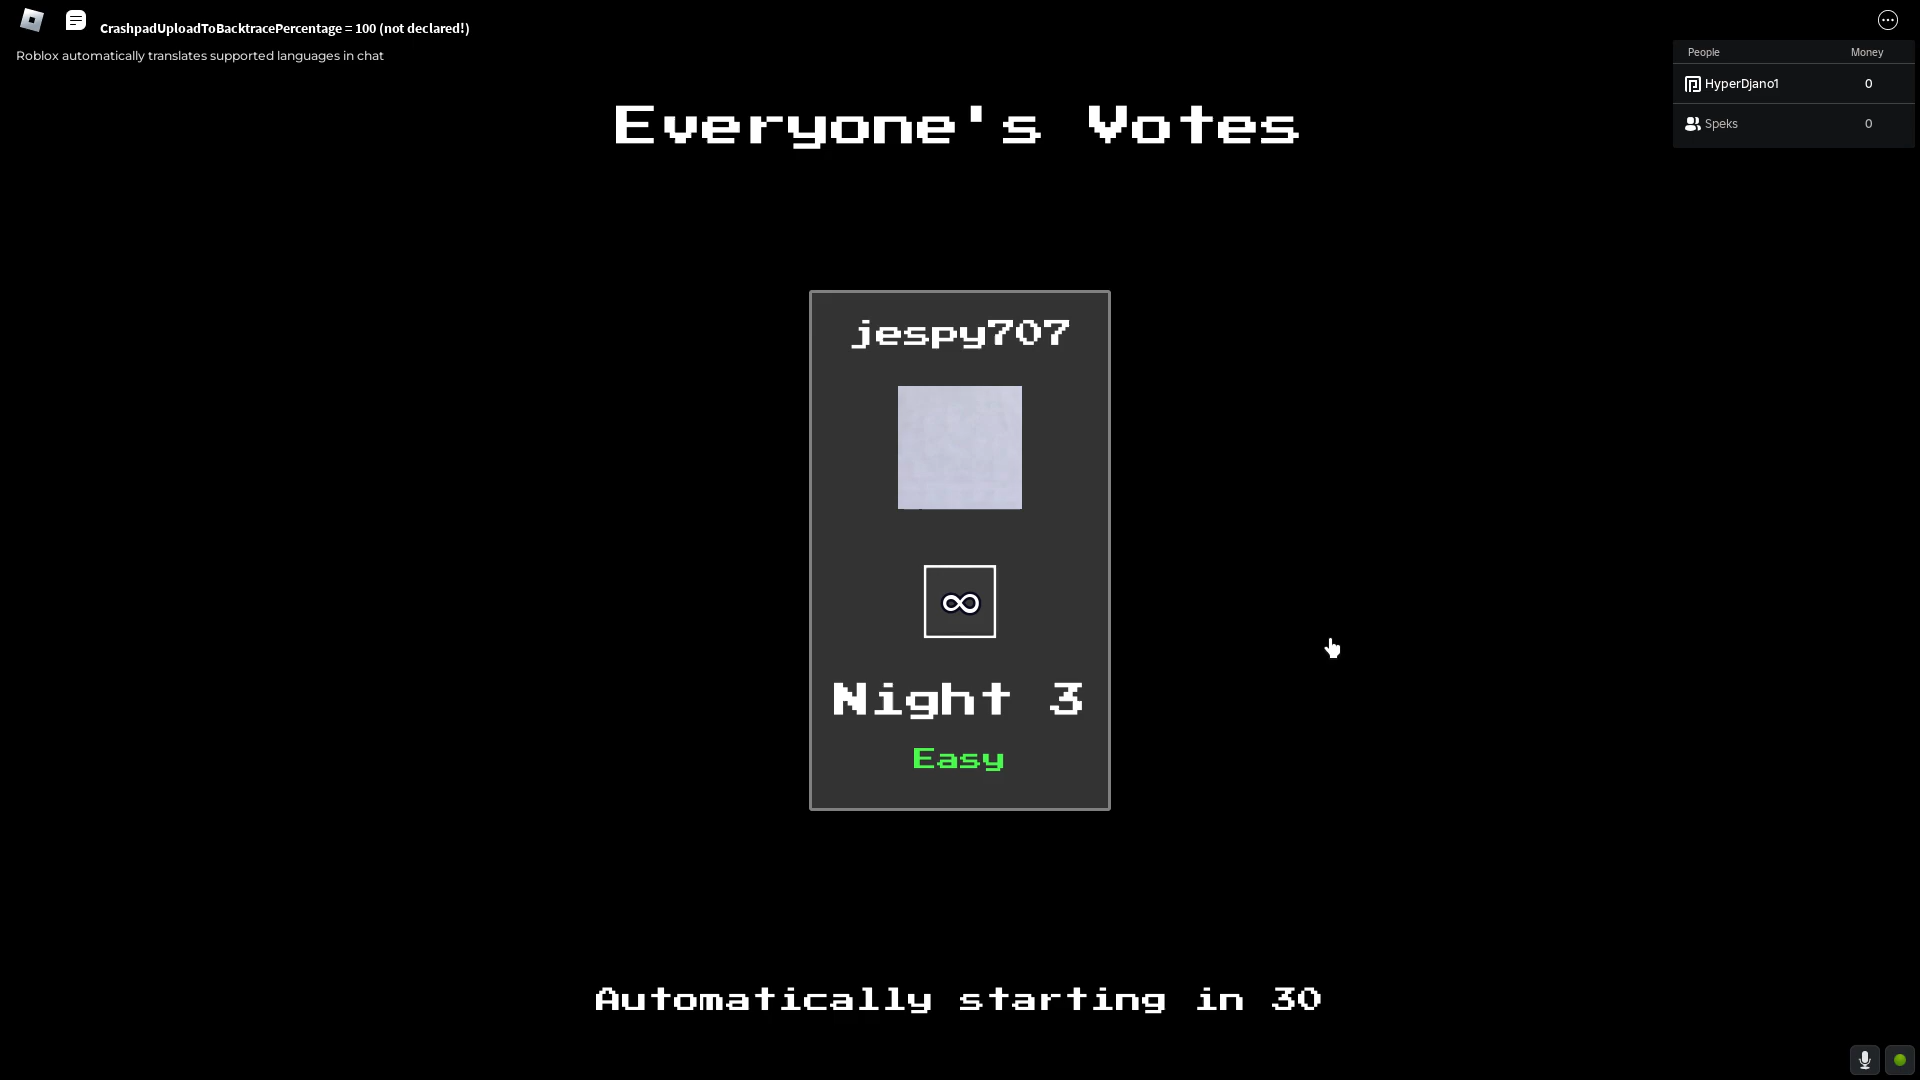 CrashpadUploadToBacktracePercentage = 100 (not declared!)
Roblox automatically translates supported languages in chat
People Money
HyperDjano1 0
Speks 0
Everyone's Votes
jespy707
∞
Night 3
Easy
Automatically starting in 30